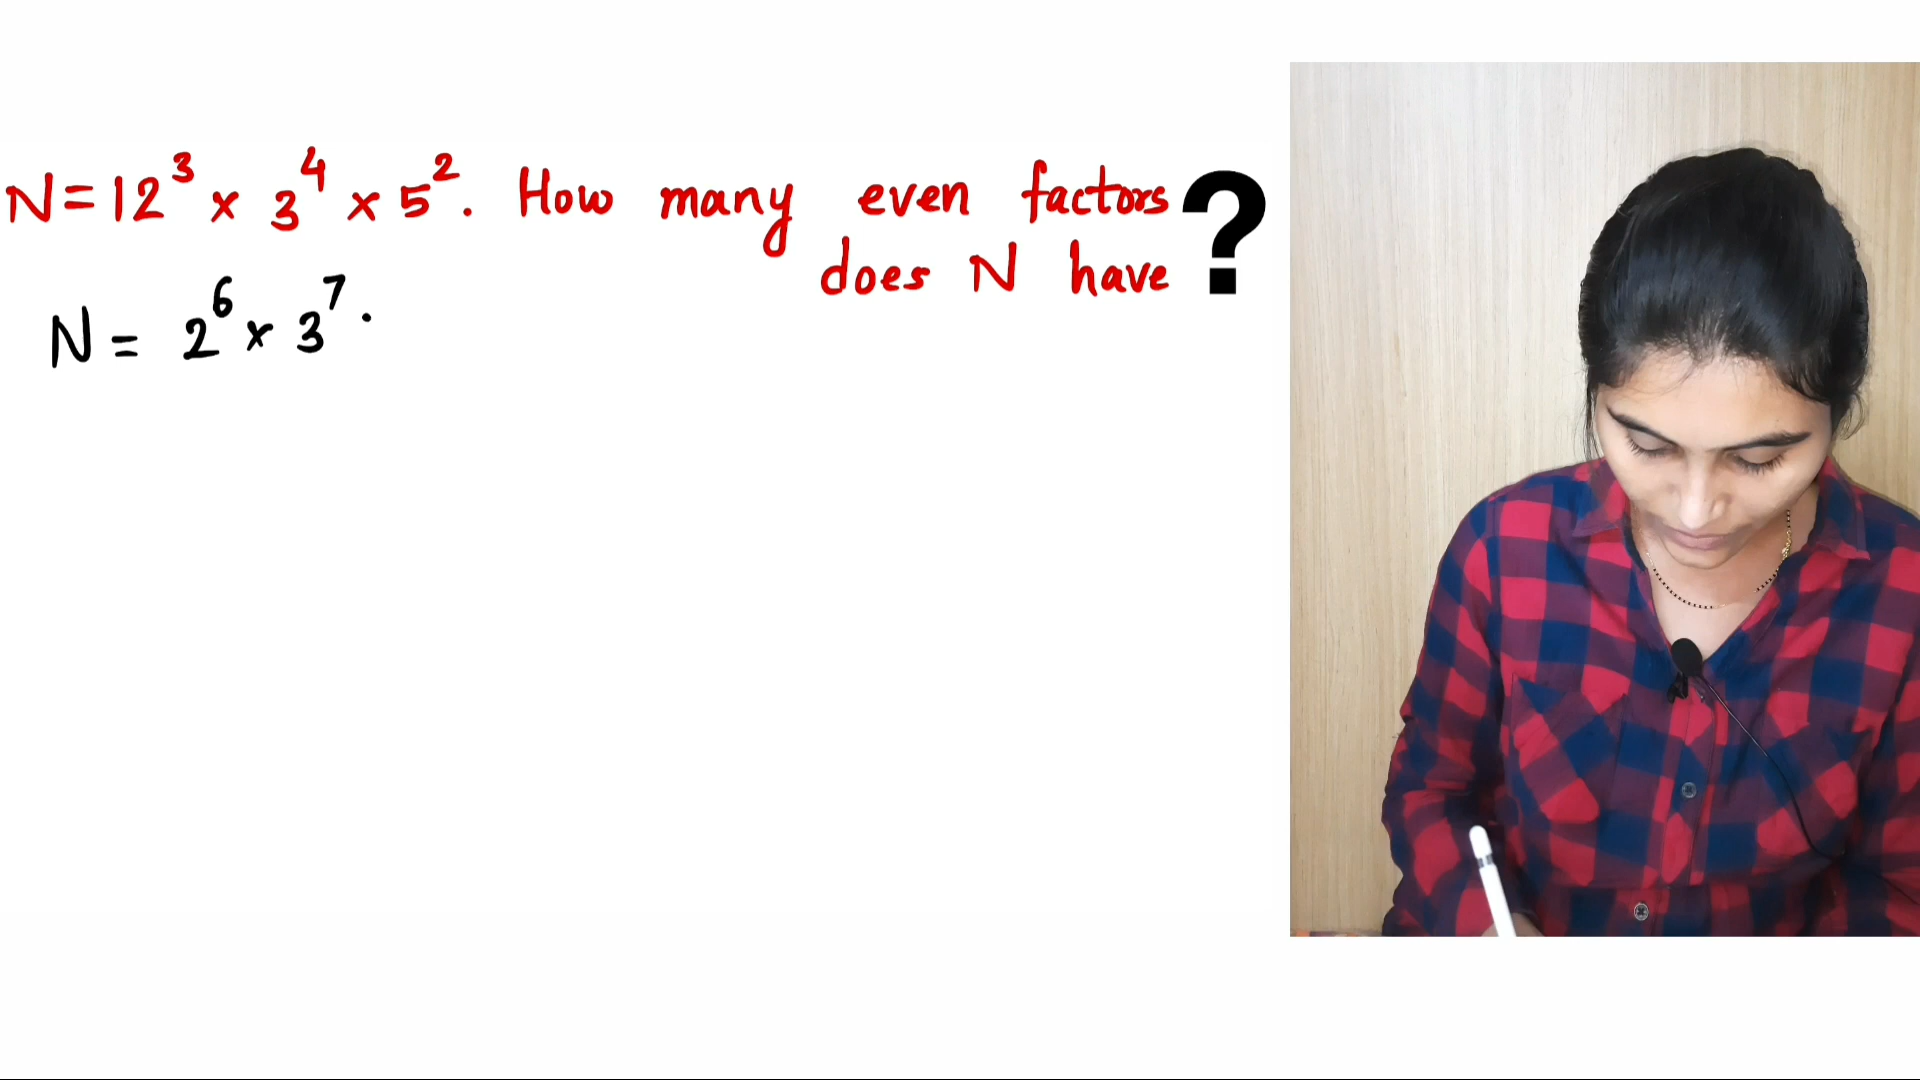 N = 12³ × 3⁴ × 5². How many even factors
does N have ?
N = 2⁶ × 3⁷ .